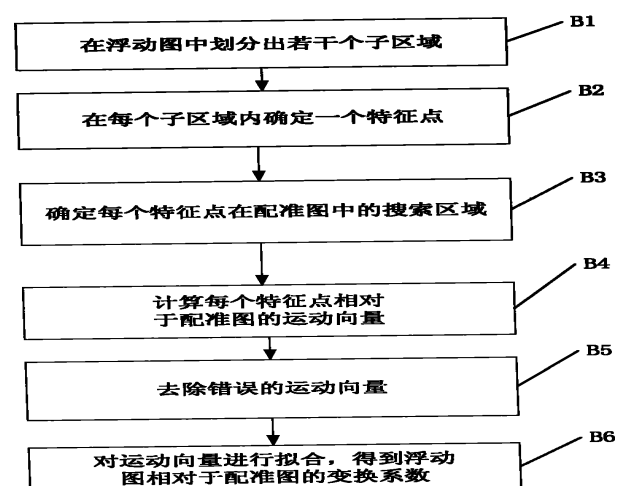 B1
在浮动图中划分出若干个子区域
B2
在每个子区域内确定一个特征点
B3
确定每个特征点在配准图中的搜索区域
B4
计算每个特征点相对
于配准图的运动向量
B5
去除错误的运动向量
B6
对运动向量进行拟合，得到浮动
图相对于配准图的变换系数